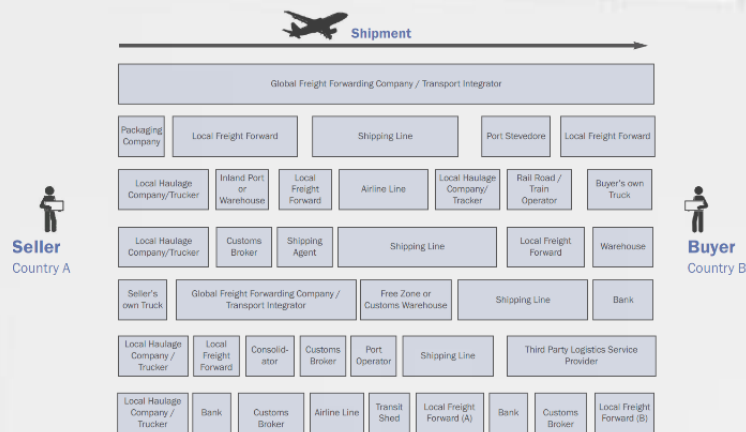 Shipment
Global Freight Forwarding Company / Transport Integrator
Packaging
Company
Local Freight Forward
Shipping Line
Port Stevedore
Local Freight Forward
Local Haulage
Company/Trucker
Inland Port
or
Warehouse
Local
Freight
Forward
Airline Line
Local Haulage
Company/
Tracker
Rail Road /
Train
Operator
Buyer's own
Truck
Seller
Country A
Buyer
Country B
Local Haulage
Company/Trucker
Customs
Broker
Shipping
Agent
Shipping Line
Local Freight
Forward
Warehouse
Seller's
own Truck
Global Freight Forwarding Company /
Transport Integrator
Free Zone or
Customs Warehouse
Shipping Line
Bank
Local Haulage
Company /
Trucker
Local
Freight
Forward
Consolid-
ator
Customs
Broker
Port
Operator
Shipping Line
Third Party Logistics Service
Provider
Local Haulage
Company /
Trucker
Bank
Customs
Broker
Airline Line
Transit
Shed
Local Freight
Forward (A)
Bank
Customs
Broker
Local Freight
Forward (B)